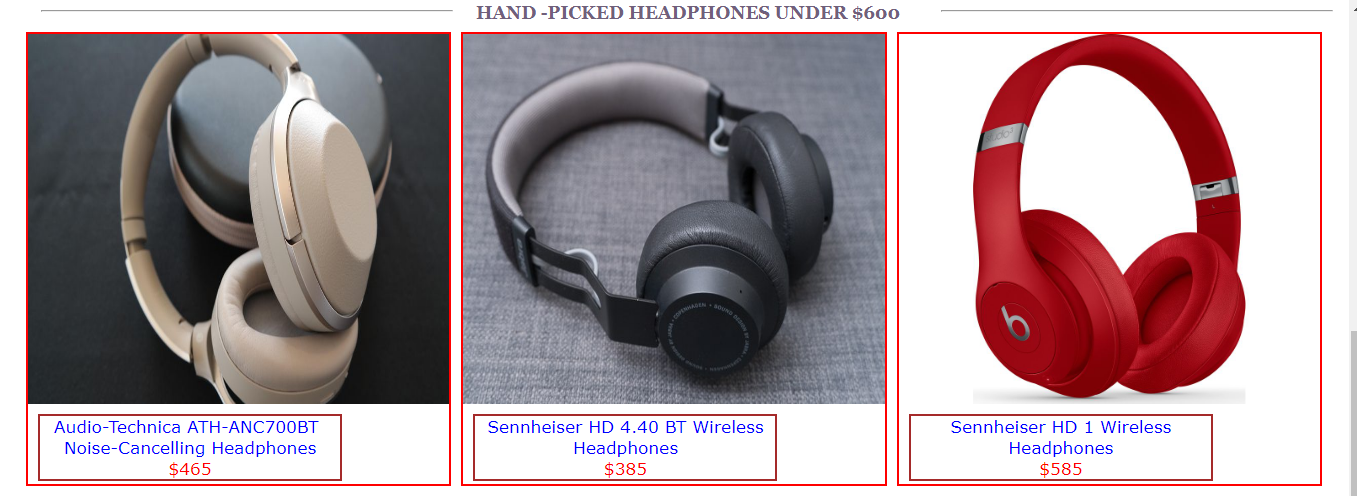 HAND -PICKED HEADPHONES UNDER $600
Audio-Technica ATH-ANC700BT
Noise-Cancelling Headphones
$465
Sennheiser HD 4.40 BT Wireless
Headphones
$385
Sennheiser HD 1 Wireless
Headphones
$585